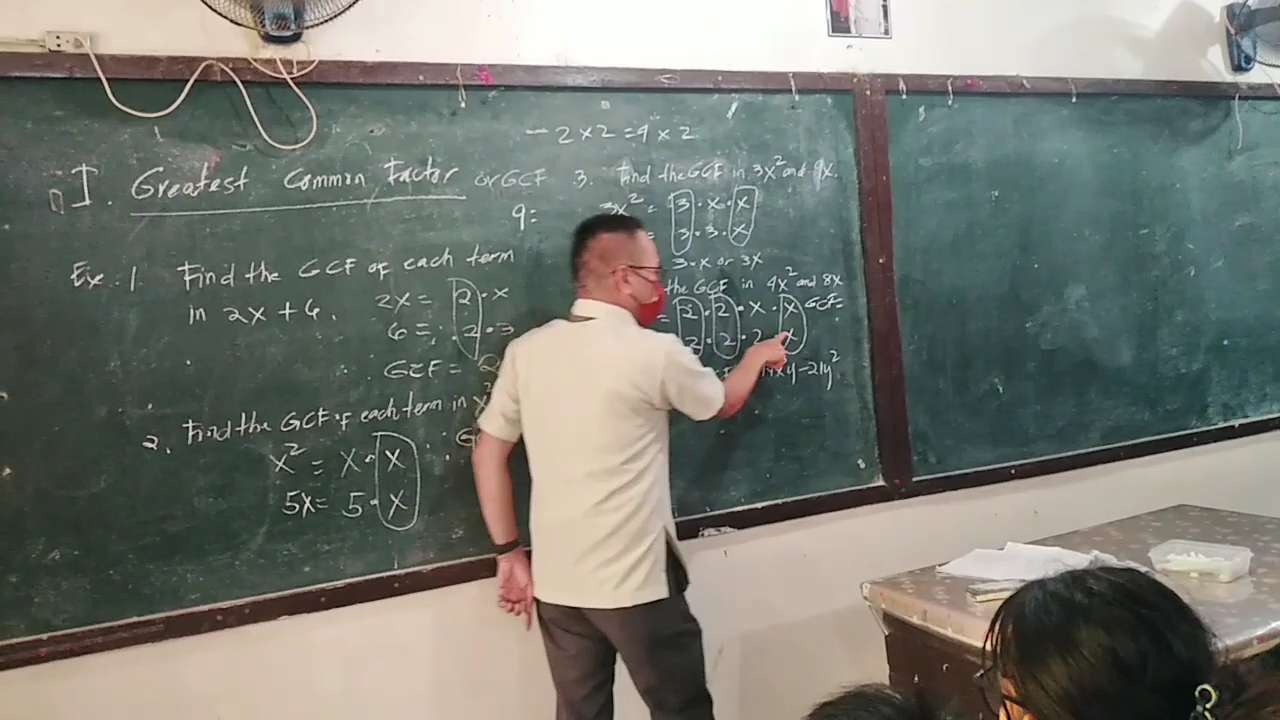 - 2 x 2 = 4 x 2
I. Greatest Common Factor or GCF
Ex. 1. Find the GCF of each term
in 2x + 6.
2x = 2 · x
6 = 2 · 3
GCF =
2. Find the GCF of each term in x²
x² = x · x
5x = 5 · x
3. Find the GCF in 3x² and 9x.
9 =
3x² = 3 · x · x
= 3 · 3 · x
3 · x or 3x
the GCF in 4x² and 8x
= 2 · 2 · x · x GCF =
2 · 2 · 2 x
y - 21y²